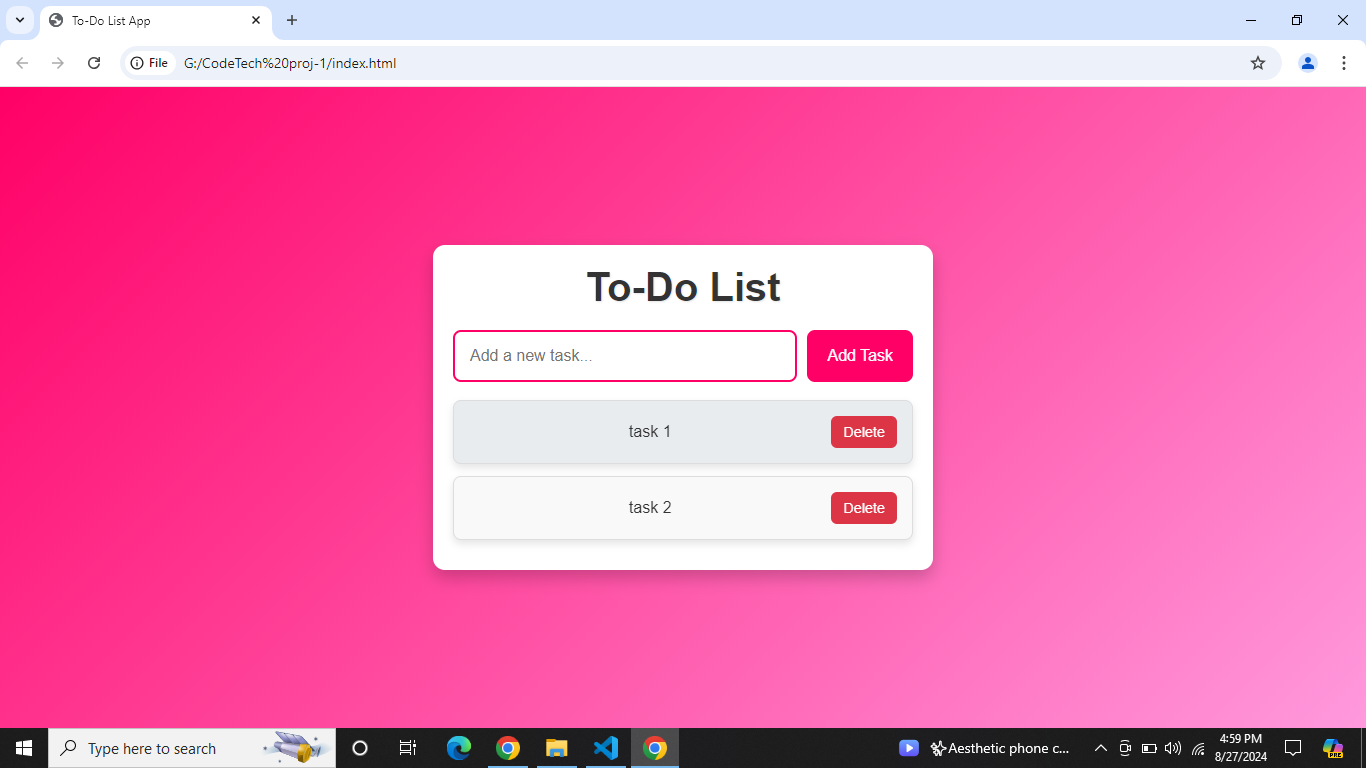 To-Do List App
File
G:/CodeTech%20proj-1/index.html
To-Do List
Add a new task...
Add Task
task 1
Delete
task 2
Delete
Type here to search
Aesthetic phone c...
4:59 PM
8/27/2024
PRE